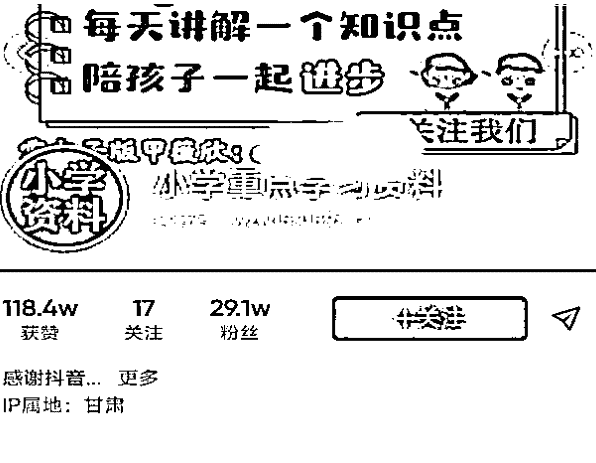 每天讲解一个知识点
陪孩子一起进步
关注我们
小学
资料
小学重点学习资料
118.4w 17 29.1w
获赞 关注 粉丝
+关注
感谢抖音... 更多
IP属地：甘肃